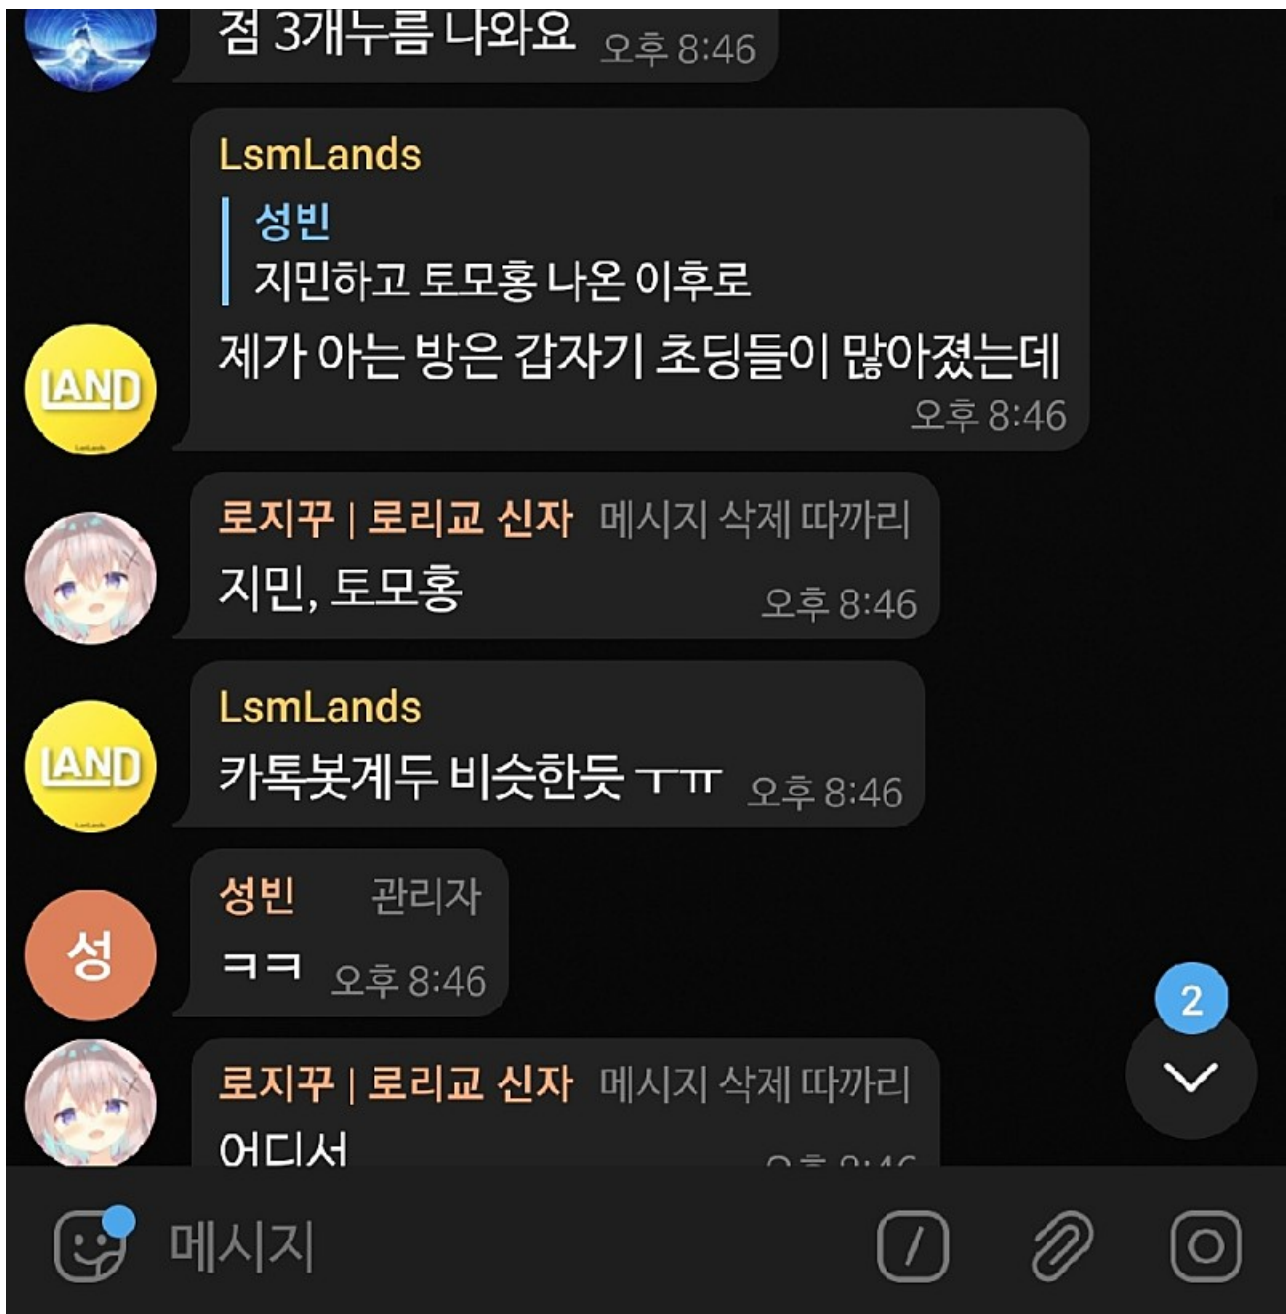 점 3개누름 나와요 오후 8:46
LsmLands
성빈
지민하고 토모홍 나온 이후로
LAND
제가 아는 방은 갑자기 초딩들이 많아졌는데
오후 8:46
로지꾸 | 로리교 신자 메시지 삭제 따까리
지민, 토모홍 오후 8:46
LsmLands
LAND
카톡봇계두 비슷한듯 ㅜㅠ 오후 8:46
성빈 관리자
성
ㅋㅋ 오후 8:46
2
로지꾸 | 로리교 신자 메시지 삭제 따까리
어디서 오후 8:46
메시지